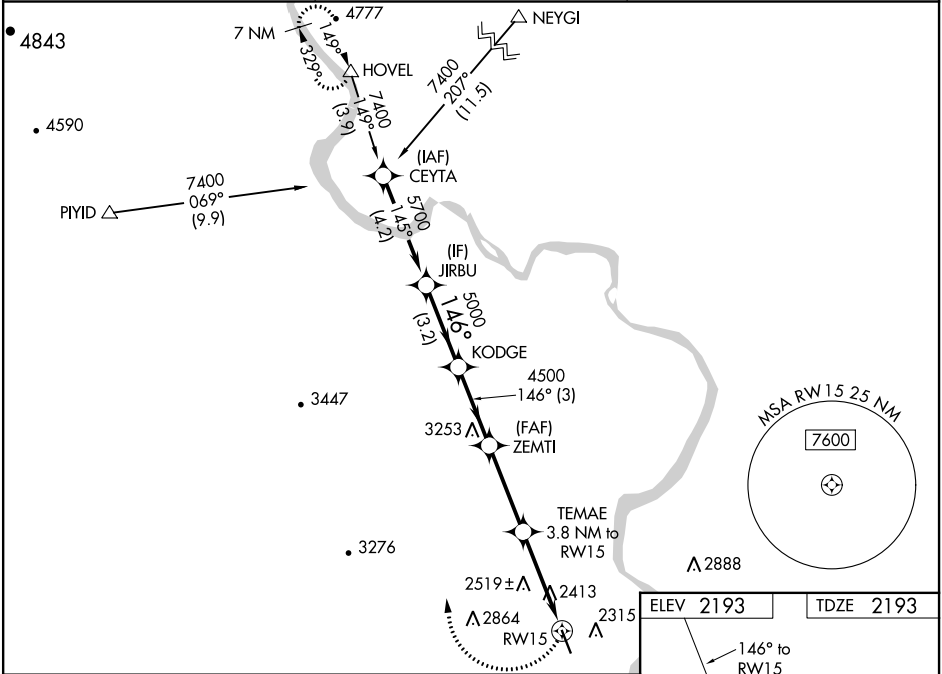 4777
7 NM
149°
329°
NEYGI
4843
HOVEL
7400
149°
(3.9)
7400
207°
(11.5)
4590
(IAF)
CEYTA
7400
069°
(9.9)
PIYID
5700
145°
(4.2)
(IF)
JIRBU
5000
146°
(3.2)
KODGE
4500
146° (3)
3447
3253
(FAF)
ZEMTI
MSA RW15 25 NM
7600
TEMAE
3.8 NM to
RW15
3276
2888
2519±
2413
2864
2315
RW15
ELEV 2193
TDZE 2193
146° to
RW15